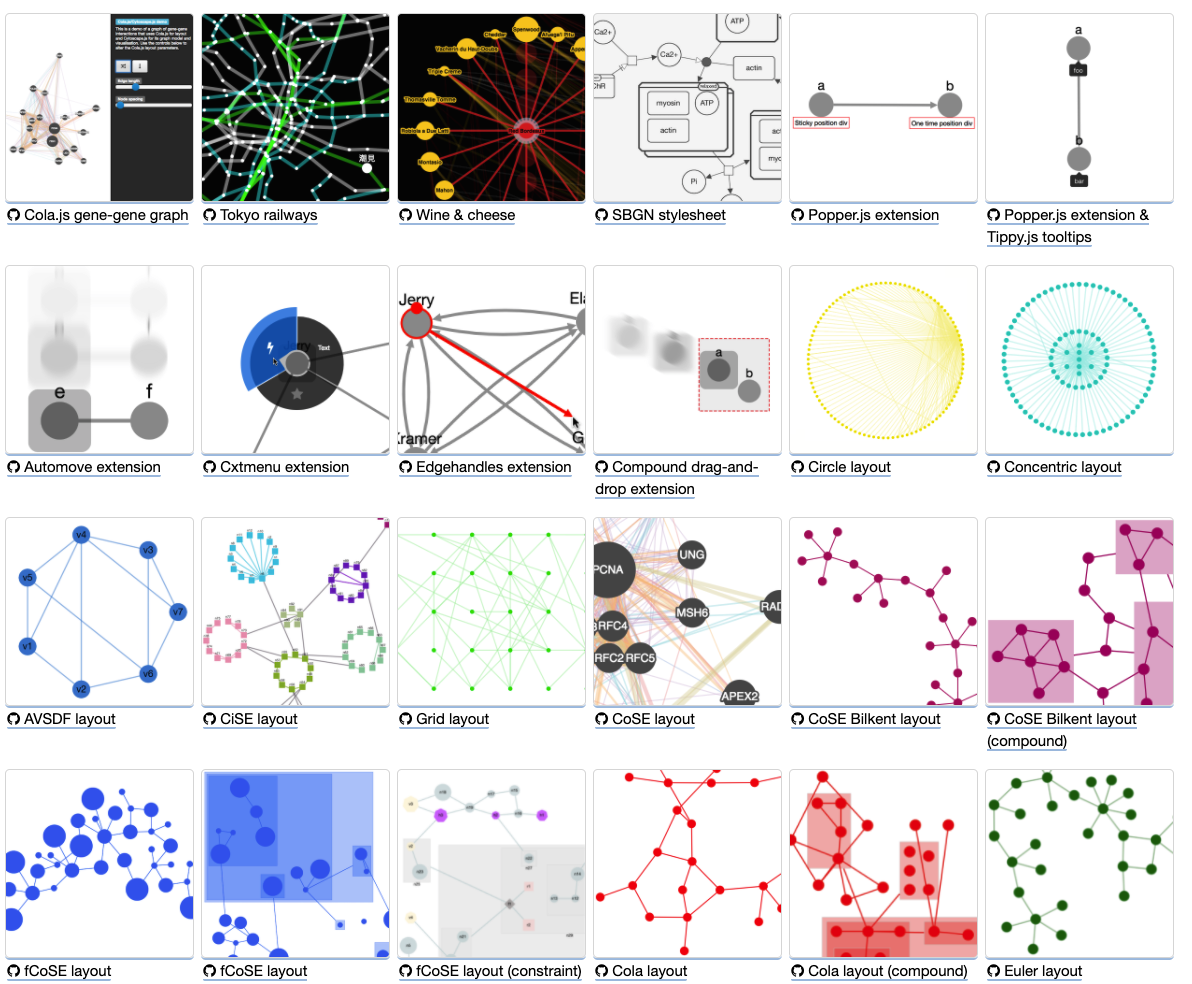 Cola.js/Cytoscape.js demo
This is a demo of a graph of gene-gene
interactions that uses Cola.js for layout
and Cytoscape.js for its graph model and
visualisation. Use the controls below to
alter the Cola.js layout parameters.
Edge length
Node spacing
潮見
Cheddar
Vacherin du Haut Doubs
Triple Creme
Thomasville Tomme
Robiola a Due Latti
Montasio
Mahon
Red Bordeaux
Ca2+
Ca2+
ATP
actin
myosin
ATP
actin
Pi
a
b
Sticky position div
One time position div
a
foo
b
bar
Cola.js gene-gene graph
Tokyo railways
Wine & cheese
SBGN stylesheet
Popper.js extension
Popper.js extension &
Tippy.js tooltips
e
f
Text
Jerry
Kramer
a
b
Automove extension
Cxtmenu extension
Edgehandles extension
Compound drag-and-
drop extension
Circle layout
Concentric layout
v4
v3
v5
v7
v1
v6
v2
PCNA
UNG
MSH6
RFC4
RFC2
RFC5
APEX2
AVSDF layout
CiSE layout
Grid layout
CoSE layout
CoSE Bilkent layout
CoSE Bilkent layout
(compound)
fCoSE layout
fCoSE layout
fCoSE layout (constraint)
Cola layout
Cola layout (compound)
Euler layout